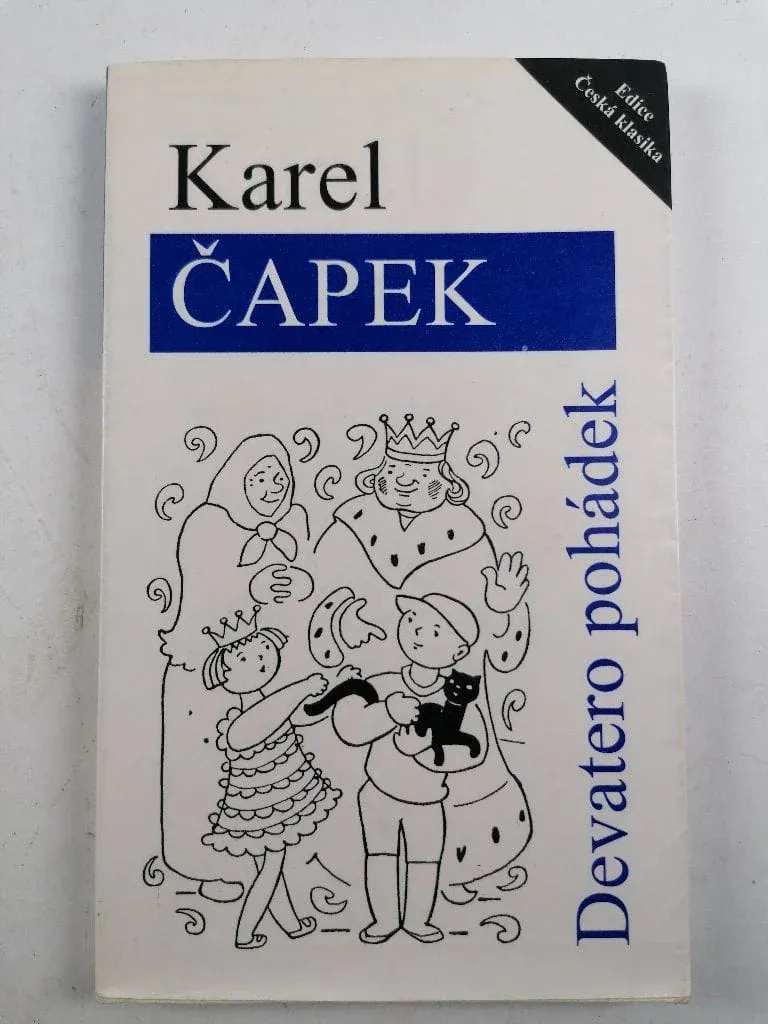 Edice
Česká klasika
Karel
ČAPEK
Devatero pohádek